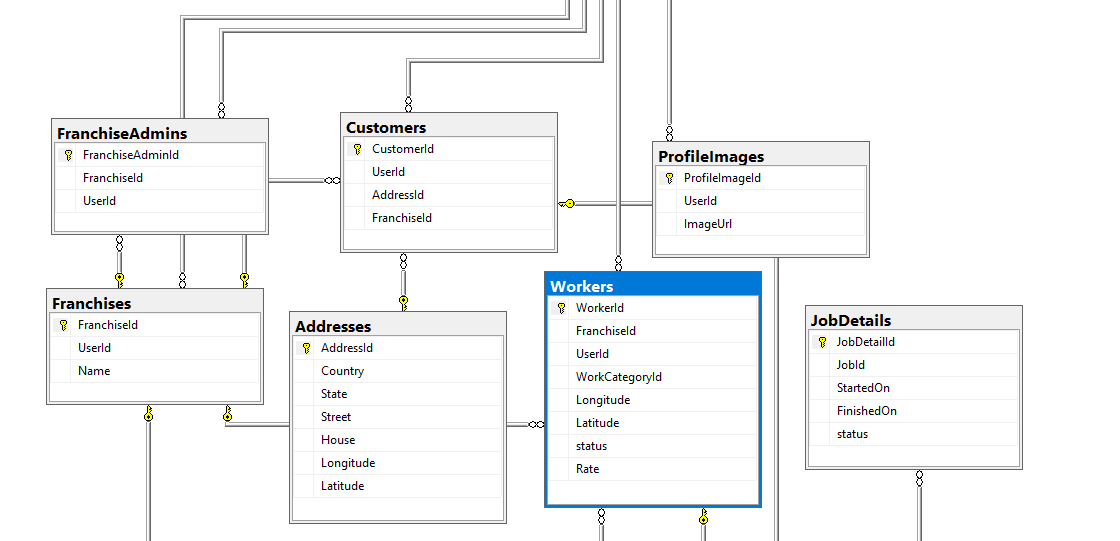 FranchiseAdmins
FranchiseAdminId
FranchiseId
UserId
Customers
CustomerId
UserId
AddressId
FranchiseId
ProfileImages
ProfileImageId
UserId
ImageUrl
Franchises
FranchiseId
UserId
Name
Addresses
AddressId
Country
State
Street
House
Longitude
Latitude
Workers
WorkerId
FranchiseId
UserId
WorkCategoryId
Longitude
Latitude
status
Rate
JobDetails
JobDetailId
JobId
StartedOn
FinishedOn
status